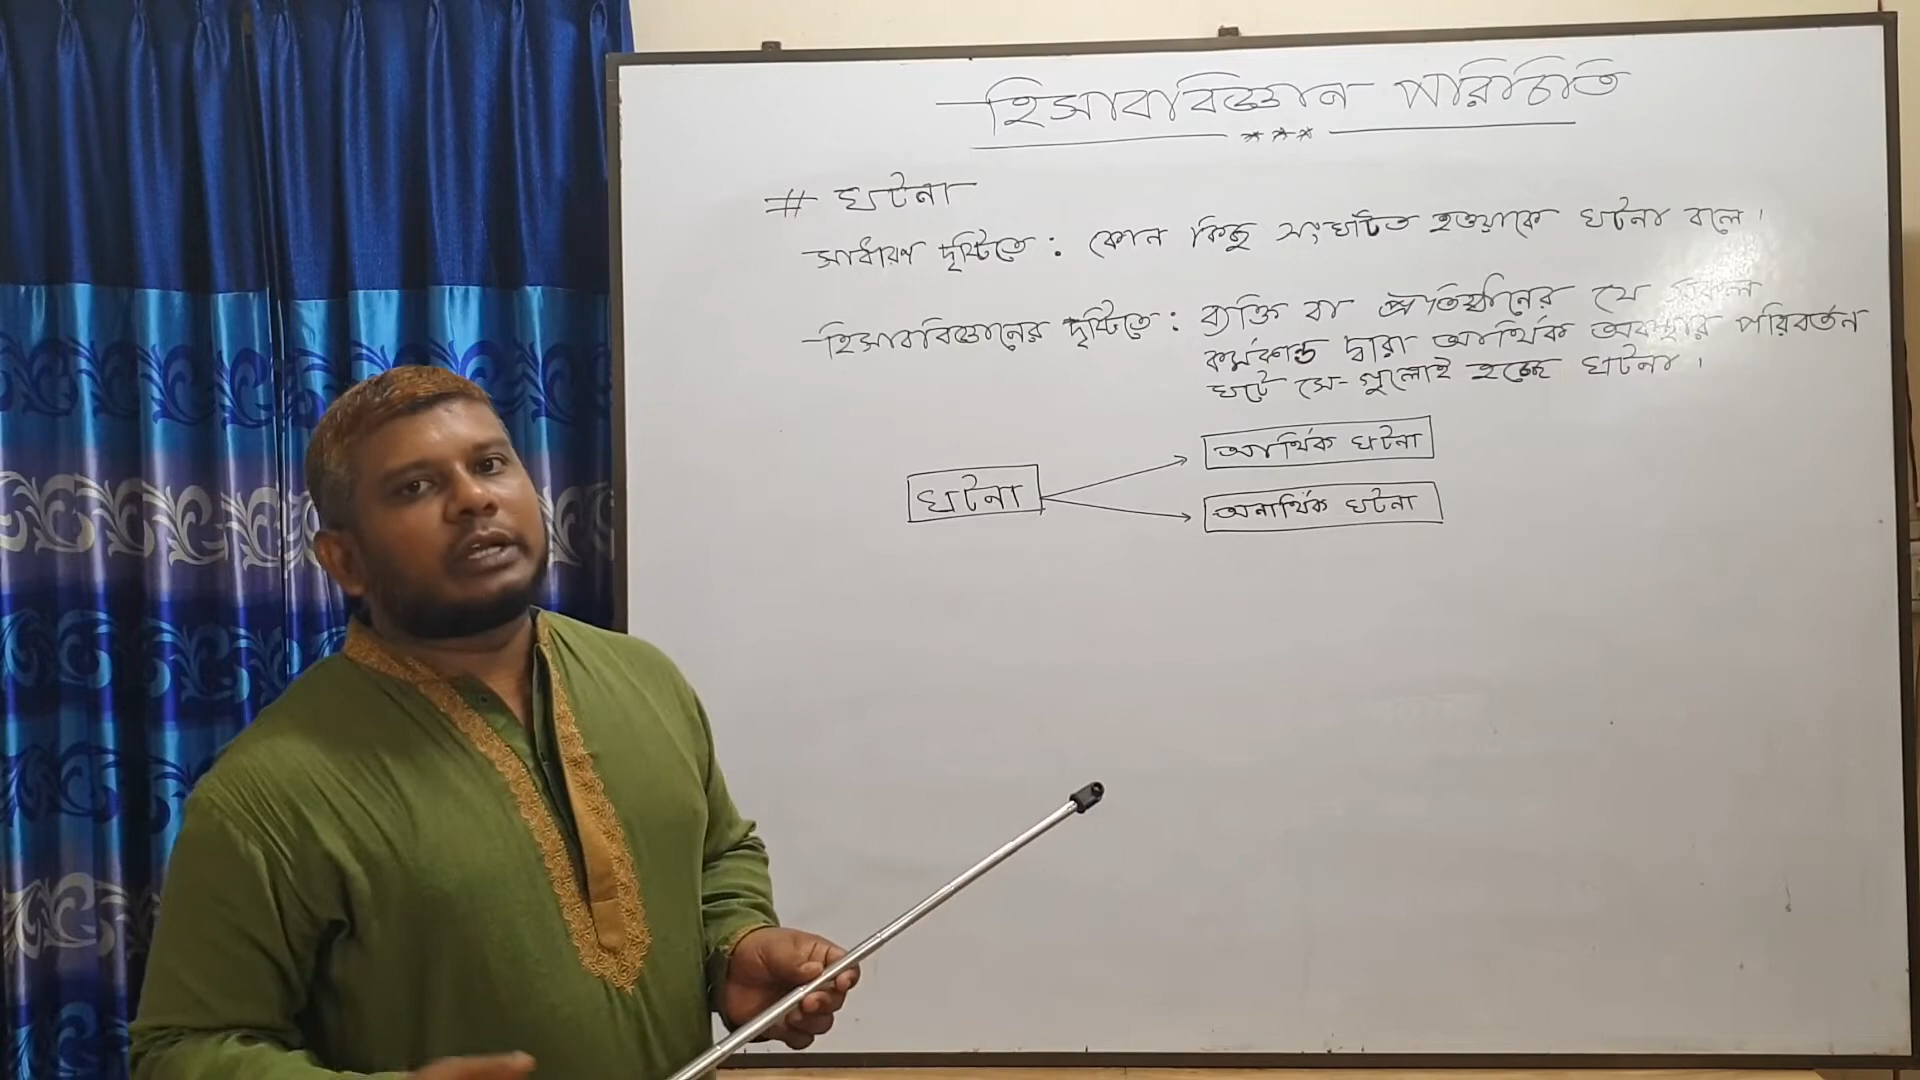 হিসাববিজ্ঞান পরিচিতি
***
# ঘটনা
সাধারণ দৃষ্টিতে : কোন কিছু সংঘটিত হওয়াকে ঘটনা বলে।
হিসাববিজ্ঞানের দৃষ্টিতে : ব্যক্তি বা প্রতিষ্ঠানের যে সকল
কর্মকান্ড দ্বারা আর্থিক অবস্থার পরিবর্তন
ঘটে সে-গুলোই হচ্ছে ঘটনা।
আর্থিক ঘটনা
ঘটনা
অনার্থিক ঘটনা